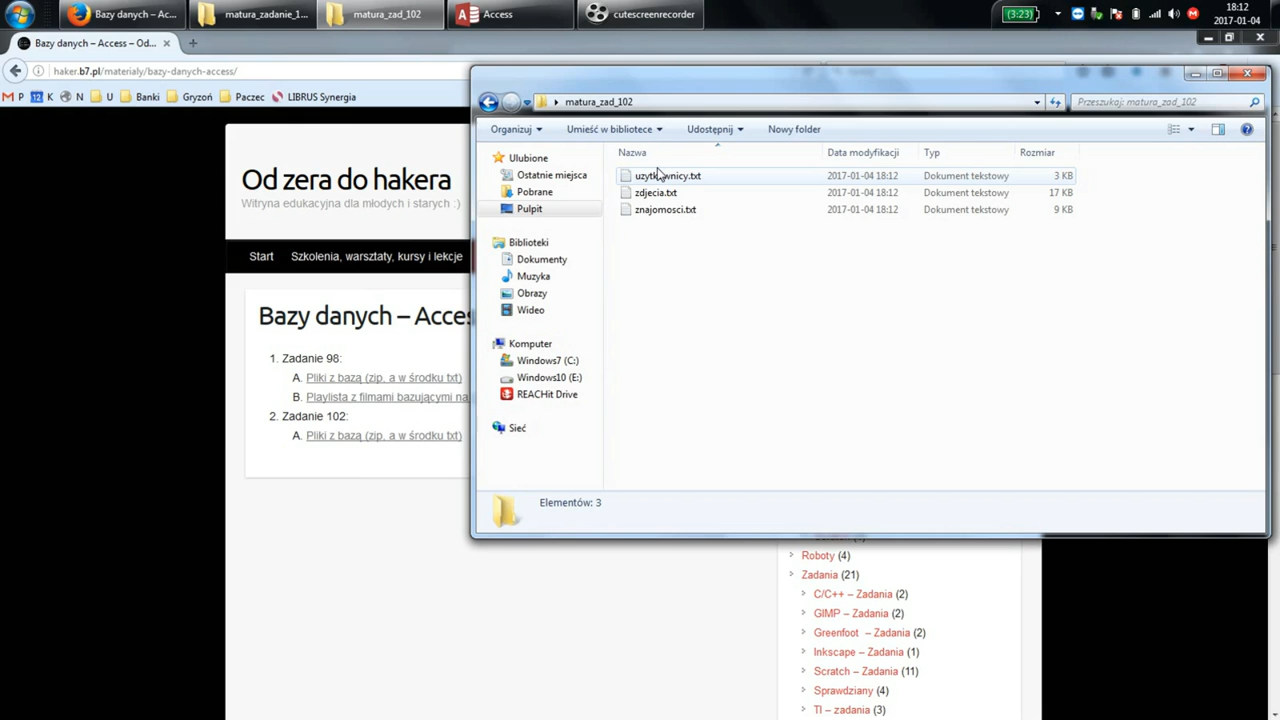 Bazy danych – Ac...
matura_zadanie_1...
matura_zad_102
Access
cutescreenrecorder
(3:23)
18:12
2017-01-04
Bazy danych – Access – Od...
haker.b7.pl/materialy/bazy-danych-access/
P
12 K
N
U
Banki
Gryzoń
Paczec
LIBRUS Synergia
Od zera do hakera
Witryna edukacyjna dla młodych i starych :)
Start
Szkolenia, warsztaty, kursy i lekcje
Bazy danych – Acce
1. Zadanie 98:
A. Pliki z bazą (zip, a w środku txt)
B. Playlista z filmami bazującymi na
2. Zadanie 102:
A. Pliki z bazą (zip, a w środku txt)
matura_zad_102
Przeszukaj: matura_zad_102
Organizuj
Umieść w bibliotece
Udostępnij
Nowy folder
Nazwa
Data modyfikacji
Typ
Rozmiar
uzytkownicy.txt
2017-01-04 18:12
Dokument tekstowy
3 KB
zdjecia.txt
2017-01-04 18:12
Dokument tekstowy
17 KB
znajomosci.txt
2017-01-04 18:12
Dokument tekstowy
9 KB
Ulubione
Ostatnie miejsca
Pobrane
Pulpit
Biblioteki
Dokumenty
Muzyka
Obrazy
Wideo
Komputer
Windows7 (C:)
Windows10 (E:)
REACHit Drive
Sieć
Elementów: 3
Roboty (4)
Zadania (21)
C/C++ – Zadania (2)
GIMP – Zadania (2)
Greenfoot – Zadania (2)
Inkscape – Zadania (1)
Scratch – Zadania (11)
Sprawdziany (4)
TI – zadania (3)